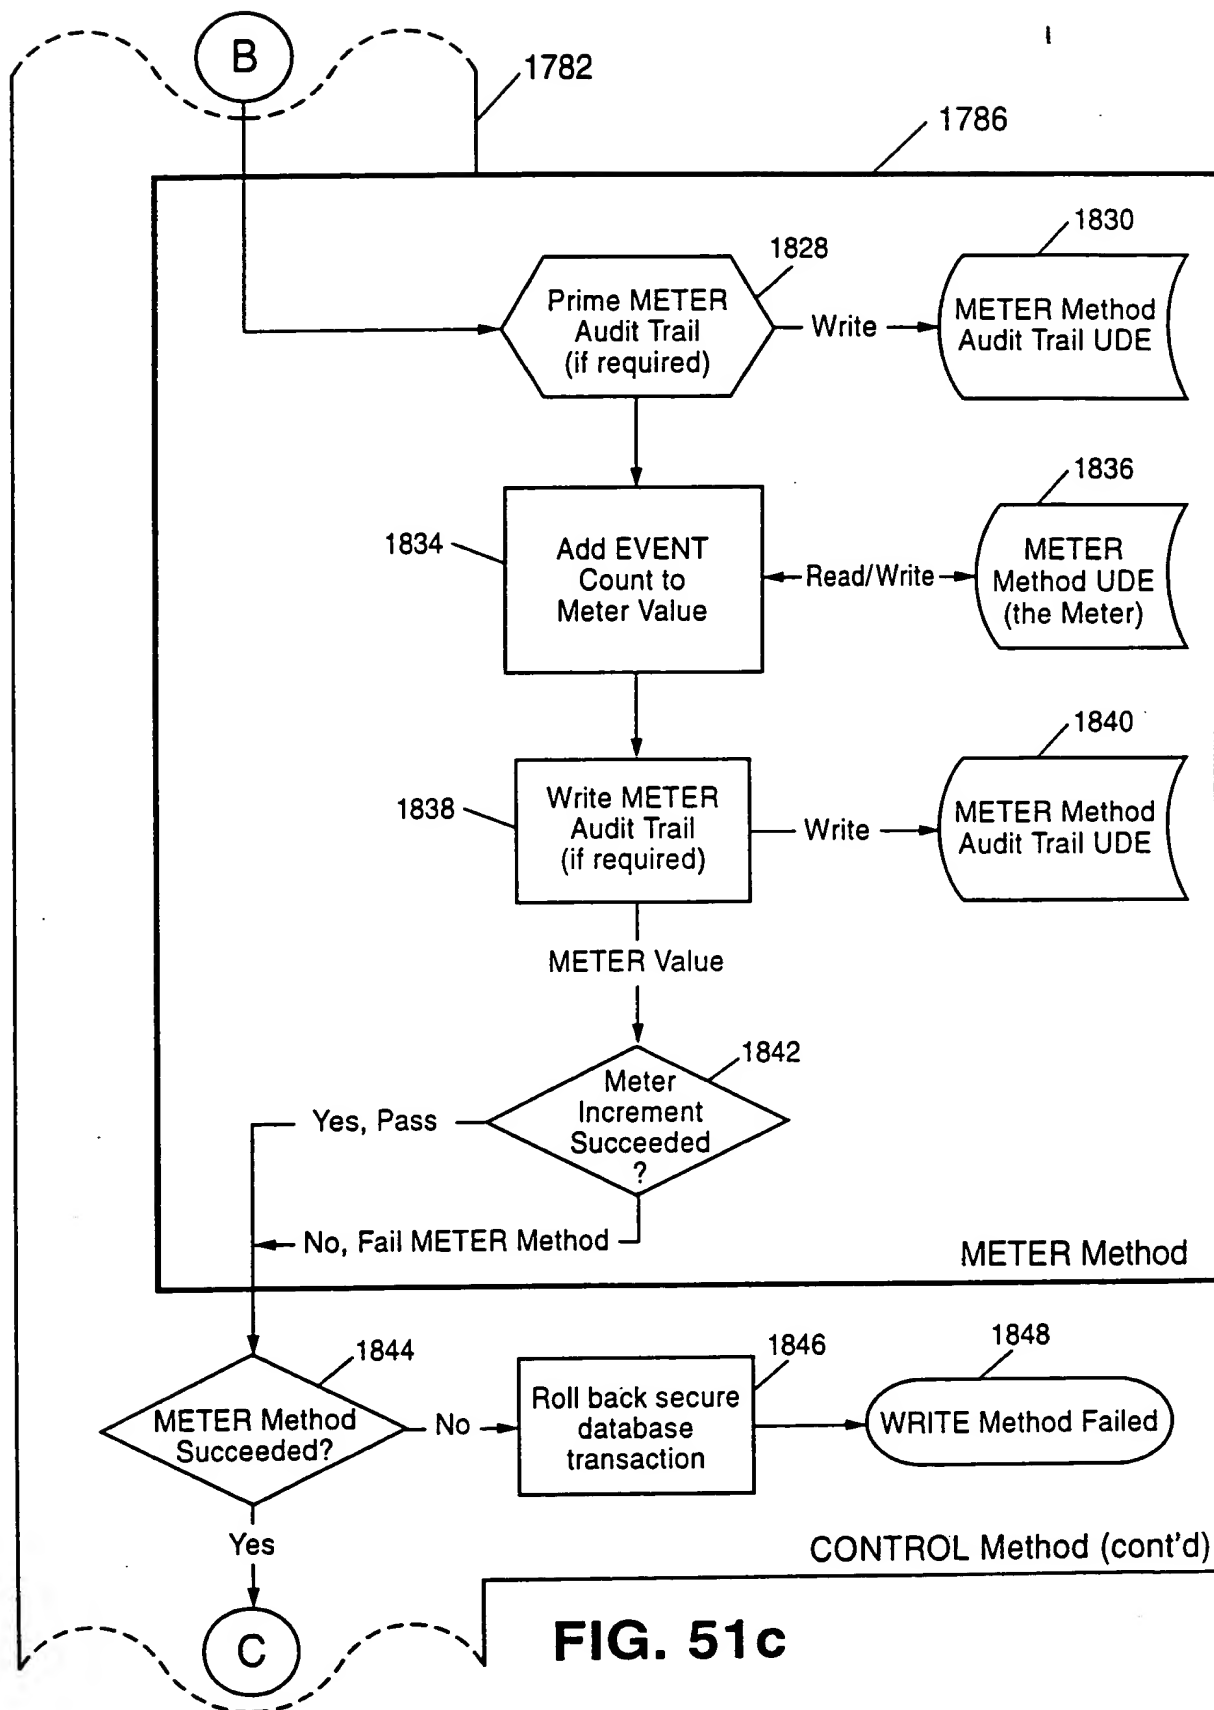 B
1782
1786
1828
1830
Prime METER
Audit Trail
(if required)
Write
METER Method
Audit Trail UDE
1834
1836
Add EVENT
Count to
Meter Value
Read/Write
METER
Method UDE
(the Meter)
1838
1840
Write METER
Audit Trail
(if required)
Write
METER Method
Audit Trail UDE
METER Value
1842
Meter
Increment
Succeeded
?
Yes, Pass
No, Fail METER Method
METER Method
1844
1846
1848
METER Method
Succeeded?
No
Roll back secure
database
transaction
WRITE Method Failed
Yes
CONTROL Method (cont'd)
C
FIG. 51c